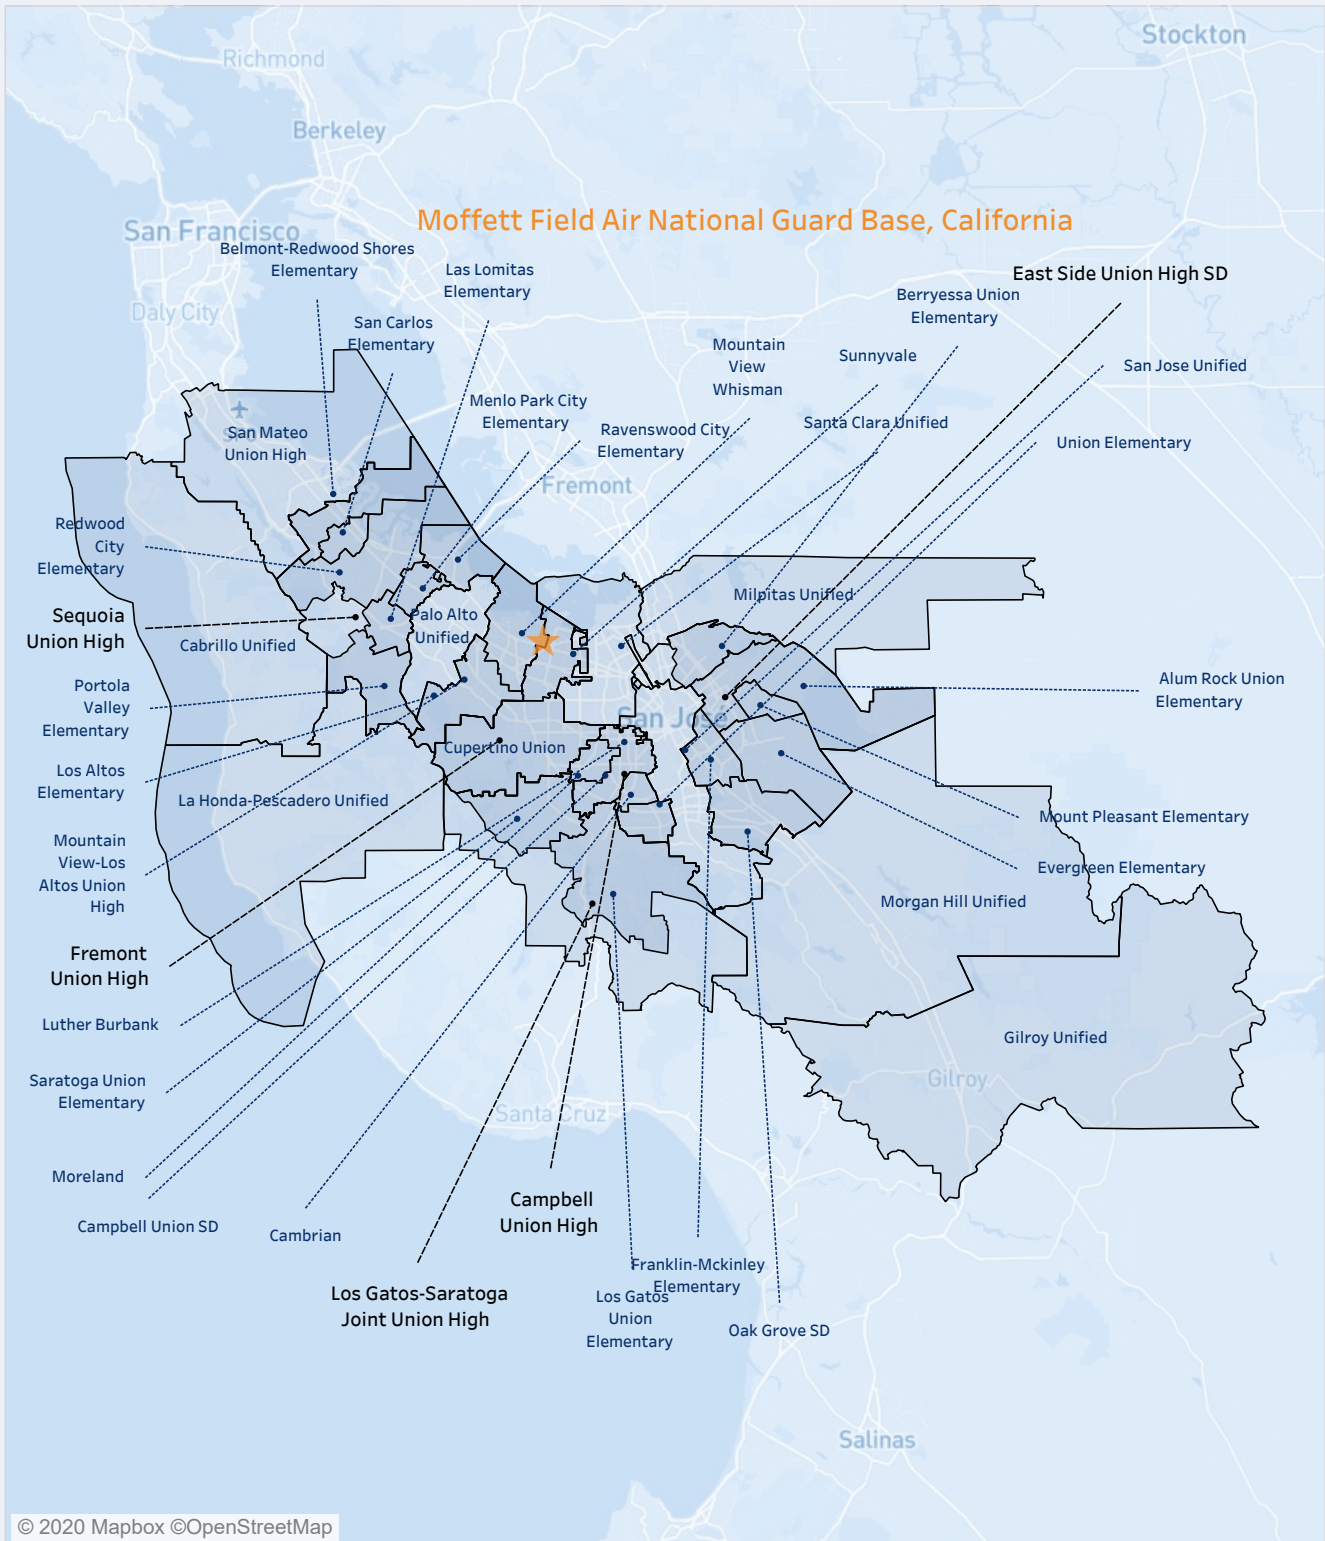 Stockton
Richmond
Berkeley
San Francisco
Moffett Field Air National Guard Base, California
Belmont-Redwood Shores
Elementary
Las Lomitas
Elementary
East Side Union High SD
Berryessa Union
Elementary
Daly City
San Carlos
Elementary
Mountain
View
Whisman
Sunnyvale
San Jose Unified
Menlo Park City
Elementary
Ravenswood City
Elementary
Santa Clara Unified
Union Elementary
San Mateo
Union High
Fremont
Redwood
City
Elementary
Milpitas Unified
Sequoia
Union High
Palo Alto
Unified
Cabrillo Unified
Portola
Valley
Elementary
Alum Rock Union
Elementary
San José
Cupertino Union
Los Altos
Elementary
La Honda-Pescadero Unified
Mount Pleasant Elementary
Mountain
View-Los
Altos Union
High
Evergreen Elementary
Morgan Hill Unified
Fremont
Union High
Luther Burbank
Gilroy Unified
Gilroy
Saratoga Union
Elementary
Santa Cruz
Moreland
Campbell Union SD
Cambrian
Campbell
Union High
Los Gatos-Saratoga
Joint Union High
Franklin-Mckinley
Elementary
Los Gatos
Union
Elementary
Oak Grove SD
Salinas
© 2020 Mapbox ©OpenStreetMap